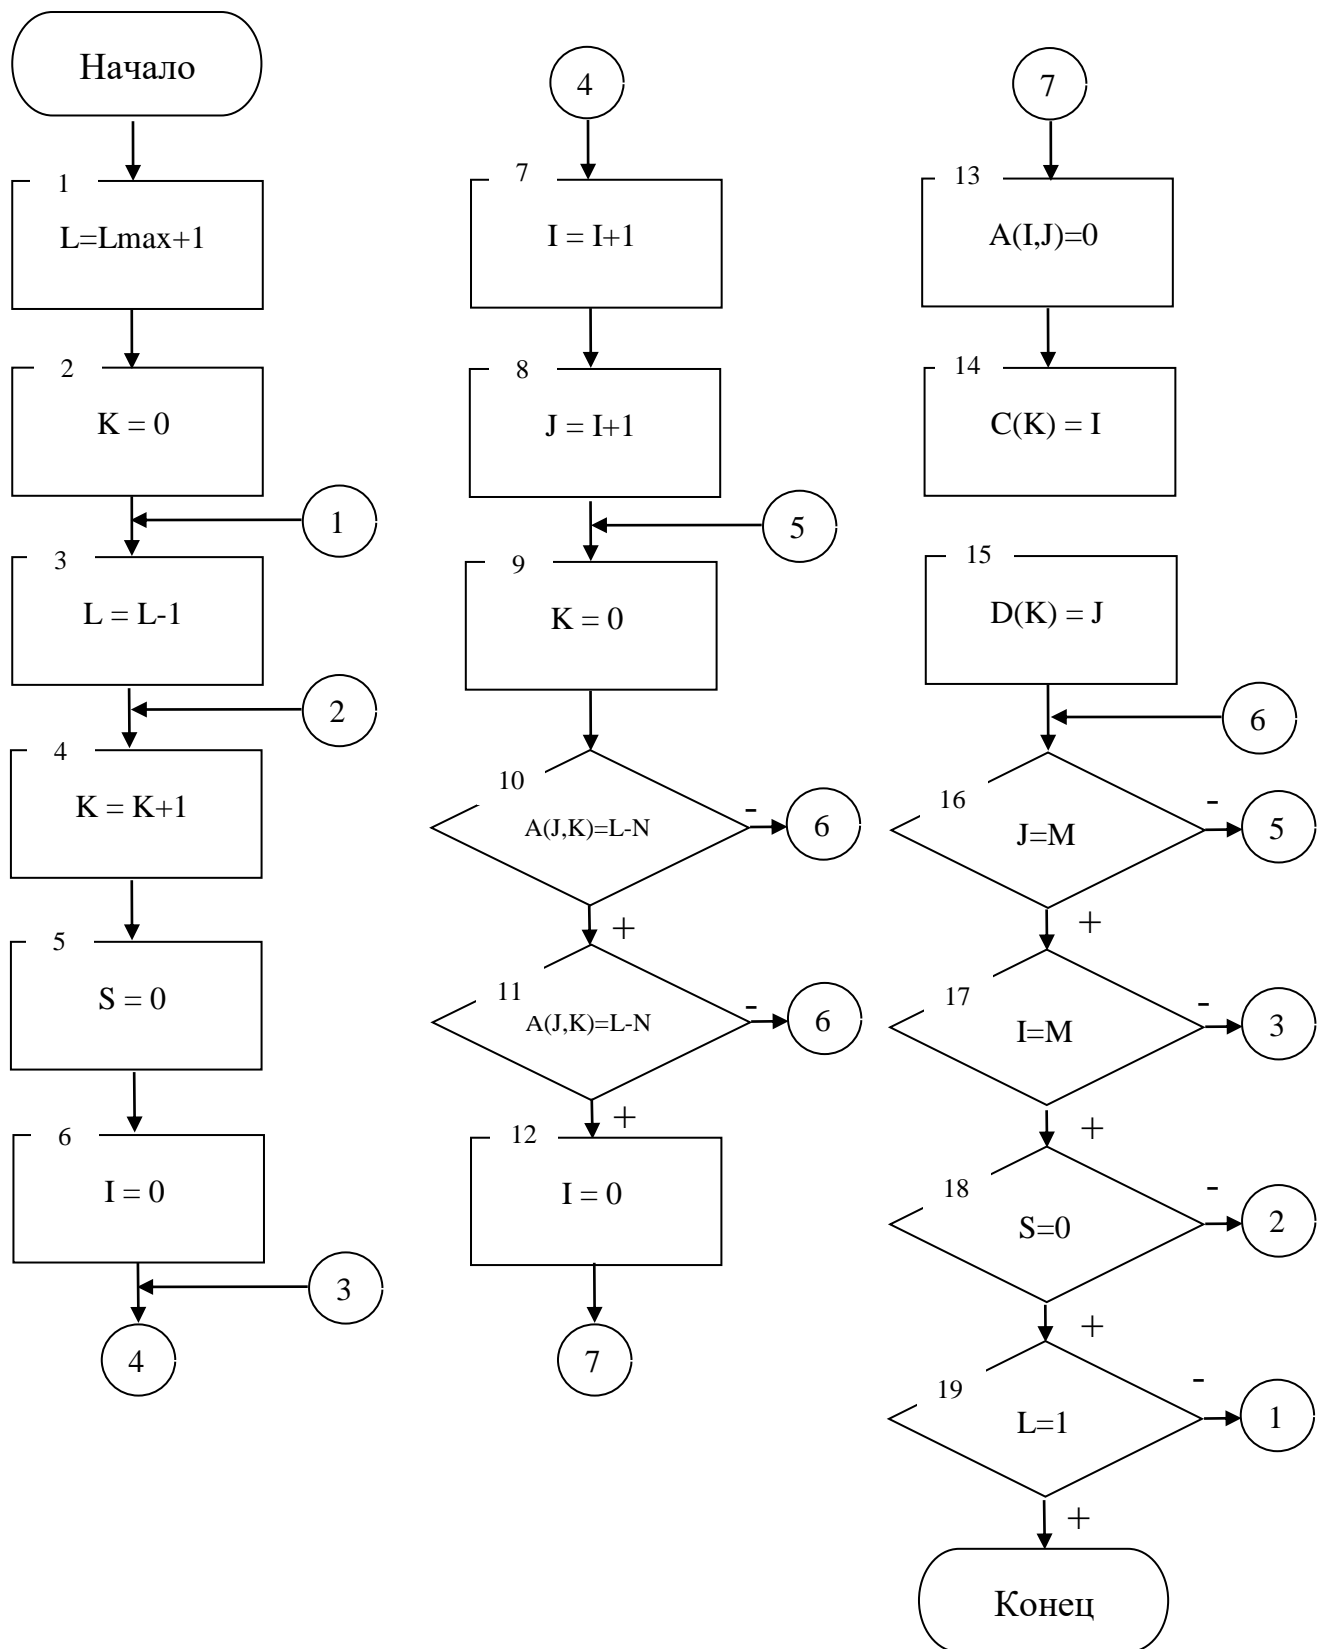 Начало
1
L=Lmax+1
2
K = 0
1
3
L = L-1
2
4
K = K+1
5
S = 0
6
I = 0
3
4
4
7
I = I+1
8
J = I+1
5
9
K = 0
10
A(J,K)=L-N
-
6
+
11
A(J,K)=L-N
-
6
+
12
I = 0
7
7
13
A(I,J)=0
14
C(K) = I
15
D(K) = J
6
16
J=M
-
5
+
17
I=M
-
3
+
18
S=0
-
2
+
19
L=1
-
1
+
Конец